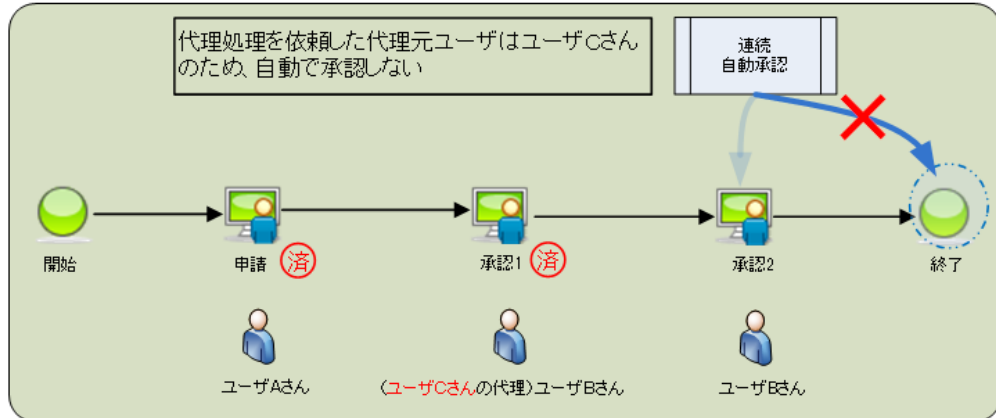 代理処理を依頼した代理元ユーザはユーザCさん
のため、自動で承認しない
連続
自動承認
開始
申請
済
承認1
済
承認2
終了
ユーザAさん
(ユーザCさんの代理)ユーザBさん
ユーザBさん